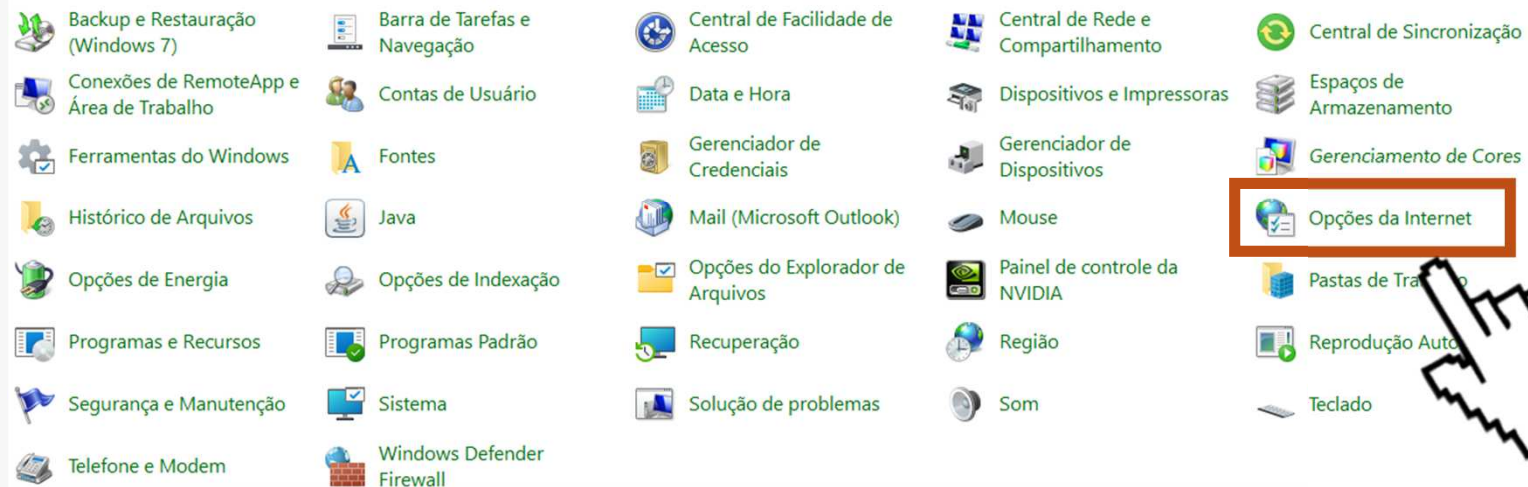 Backup e Restauração
(Windows 7)
Barra de Tarefas e
Navegação
Central de Facilidade de
Acesso
Central de Rede e
Compartilhamento
Central de Sincronização
Conexões de RemoteApp e
Área de Trabalho
Contas de Usuário
Data e Hora
Dispositivos e Impressoras
Espaços de
Armazenamento
Ferramentas do Windows
Fontes
Gerenciador de
Credenciais
Gerenciador de
Dispositivos
Gerenciamento de Cores
Histórico de Arquivos
Java
Mail (Microsoft Outlook)
Mouse
Opções da Internet
Opções de Energia
Opções de Indexação
Opções do Explorador de
Arquivos
Painel de controle da
NVIDIA
Pastas de
Programas e Recursos
Programas Padrão
Recuperação
Região
Reprodução
Segurança e Manutenção
Sistema
Solução de problemas
Som
Teclado
Telefone e Modem
Windows Defender
Firewall